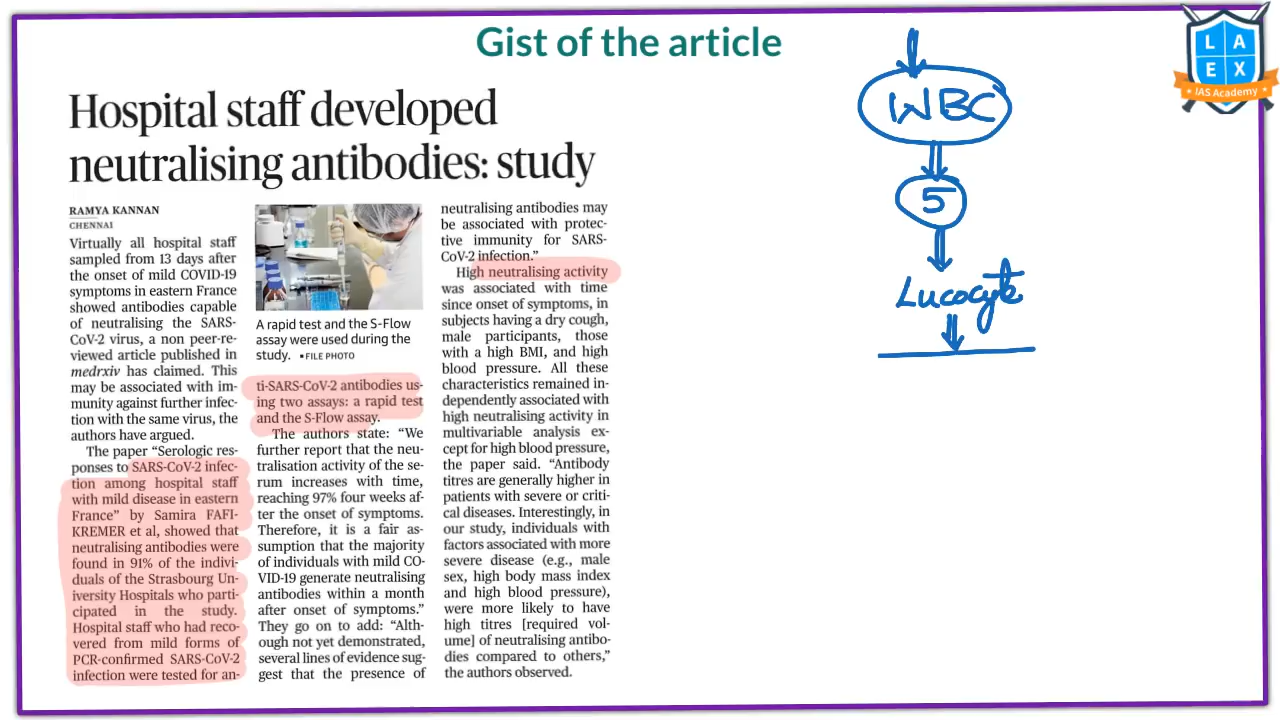 Gist of the article
Hospital staff developed
neutralising antibodies: study
RAMYA KANNAN
CHENNAI
Virtually all hospital staff
sampled from 13 days after
the onset of mild COVID-19
symptoms in eastern France
showed antibodies capable
of neutralising the SARS-
CoV-2 virus, a non peer-re-
viewed article published in
medrxiv has claimed. This
may be associated with im-
munity against further infec-
tion with the same virus, the
authors have argued.
The paper “Serologic res-
ponses to SARS-CoV-2 infec-
tion among hospital staff
with mild disease in eastern
France” by Samira FAFI-
KREMER et al, showed that
neutralising antibodies were
found in 91% of the indivi-
duals of the Strasbourg Un-
iversity Hospitals who parti-
cipated in the study.
Hospital staff who had reco-
vered from mild forms of
PCR-confirmed SARS-CoV-2
infection were tested for an-
A rapid test and the S-Flow
assay were used during the
study. ▪FILE PHOTO
ti-SARS-CoV-2 antibodies us-
ing two assays: a rapid test
and the S-Flow assay.
The authors state: “We
further report that the neu-
tralisation activity of the se-
rum increases with time,
reaching 97% four weeks af-
ter the onset of symptoms.
Therefore, it is a fair as-
sumption that the majority
of individuals with mild CO-
VID-19 generate neutralising
antibodies within a month
after onset of symptoms.”
They go on to add: “Alth-
ough not yet demonstrated,
several lines of evidence sug-
gest that the presence of
neutralising antibodies may
be associated with protec-
tive immunity for SARS-
CoV-2 infection.”
High neutralising activity
was associated with time
since onset of symptoms, in
subjects having a dry cough,
male participants, those
with a high BMI, and high
blood pressure. All these
characteristics remained in-
dependently associated with
high neutralising activity in
multivariable analysis ex-
cept for high blood pressure,
the paper said. “Antibody
titres are generally higher in
patients with severe or criti-
cal diseases. Interestingly, in
our study, individuals with
factors associated with more
severe disease (e.g., male
sex, high body mass index
and high blood pressure),
were more likely to have
high titres [required vol-
ume] of neutralising antibo-
dies compared to others,”
the authors observed.
WBC
5
Lucocyte
L A
E X
IAS Academy